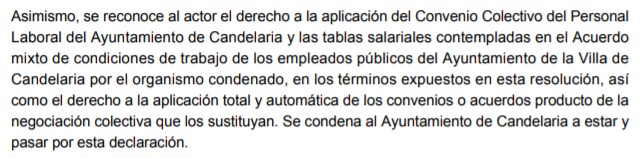 Asimismo, se reconoce al actor el derecho a la aplicación del Convenio Colectivo del Personal
Laboral del Ayuntamiento de Candelaria y las tablas salariales contempladas en el Acuerdo
mixto de condiciones de trabajo de los empleados públicos del Ayuntamiento de la Villa de
Candelaria por el organismo condenado, en los términos expuestos en esta resolución, así
como el derecho a la aplicación total y automática de los convenios o acuerdos producto de la
negociación colectiva que los sustituyan. Se condena al Ayuntamiento de Candelaria a estar y
pasar por esta declaración.